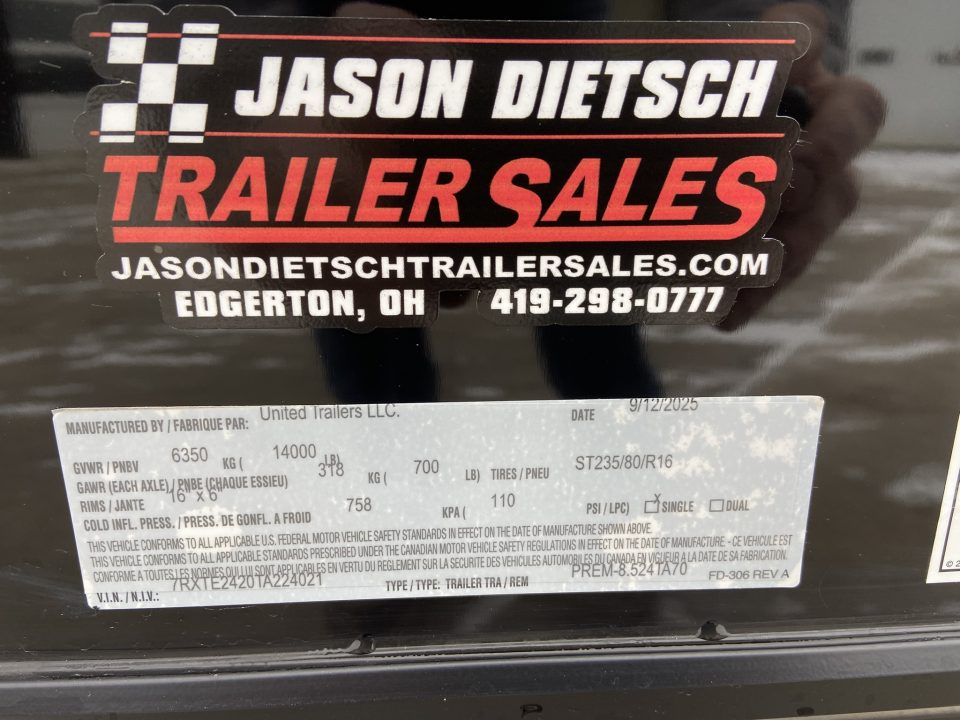 JASON DIETSCH
TRAILER SALES
JASONDIETSCHTRAILERSALES.COM
EDGERTON, OH 419-298-0777
MANUFACTURED BY / FABRIQUE PAR: United Trailers LLC. DATE 9/12/2025
GVWR / PNBV 6350 KG ( 14000 LB)
GAWR (EACH AXLE) / PNBE (CHAQUE ESSIEU) 318 KG ( 700 LB) TIRES / PNEU ST235/80/R16
RIMS / JANTE 16" x 6"
COLD INFL. PRESS. / PRESS. DE GONFL. A FROID 758 KPA ( 110 PSI / LPC) X SINGLE DUAL
THIS VEHICLE CONFORMS TO ALL APPLICABLE U.S. FEDERAL MOTOR VEHICLE SAFETY STANDARDS IN EFFECT ON THE DATE OF MANUFACTURE SHOWN ABOVE.
THIS VEHICLE CONFORMS TO ALL APPLICABLE STANDARDS PRESCRIBED UNDER THE CANADIAN MOTOR VEHICLE SAFETY REGULATIONS IN EFFECT ON THE DATE OF MANUFACTURE - CE VEHICULE EST
CONFORME A TOUTES LES NORMES QUI LUI SONT APPLICABLES EN VERTU DU REGLEMENT SUR LA SECURITE DES VEHICULES AUTOMOBILES DU CANADA EN VIGUEUR A LA DATE DE SA FABRICATION.
V.I.N. / N.I.V.: 7RXTE2420TA224021 TYPE / TYPE: TRAILER TRA / REM PREM-8.5241A70 FD-306 REV A